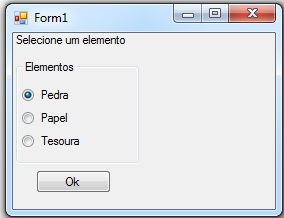 Form1
Selecione um elemento
Elementos
Pedra
Papel
Tesoura
Ok